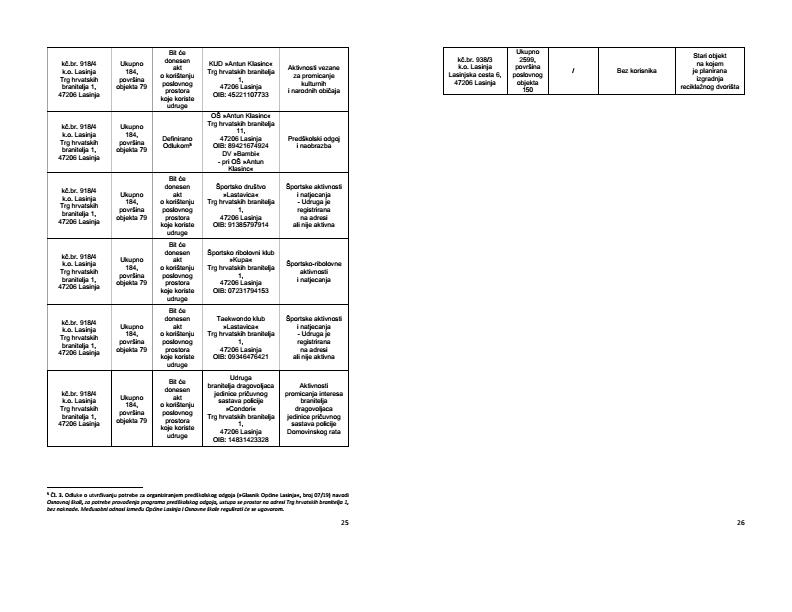 kč.br. 918/4
k.o. Lasinja
Trg hrvatskih
branitelja 1,
47206 Lasinja
Ukupno
184,
površina
objekta 79
Bit će
donesen
akt
o korištenju
poslovnog
prostora
koje koriste
udruge
KUD »Antun Klasinc«
Trg hrvatskih branitelja
1,
47206 Lasinja
OIB: 45221107733
Aktivnosti vezane
za promicanje
kulturnih
i narodnih običaja
kč.br. 918/4
k.o. Lasinja
Trg hrvatskih
branitelja 1,
47206 Lasinja
Ukupno
184,
površina
objekta 79
Definirano
Odlukom⁵
OŠ »Antun Klasinc«
Trg hrvatskih branitelja
11,
47206 Lasinja
OIB: 89421674924
DV »Bambi«
- pri OŠ »Antun
Klasinc«
Predškolski odgoj
i naobrazba
kč.br. 918/4
k.o. Lasinja
Trg hrvatskih
branitelja 1,
47206 Lasinja
Ukupno
184,
površina
objekta 79
Bit će
donesen
akt
o korištenju
poslovnog
prostora
koje koriste
udruge
Športsko društvo
»Lastavica«
Trg hrvatskih branitelja
1,
47206 Lasinja
OIB: 91385797914
Športske aktivnosti
i natjecanja
- Udruga je
registrirana
na adresi
ali nije aktivna
kč.br. 918/4
k.o. Lasinja
Trg hrvatskih
branitelja 1,
47206 Lasinja
Ukupno
184,
površina
objekta 79
Bit će
donesen
akt
o korištenju
poslovnog
prostora
koje koriste
udruge
Športsko ribolovni klub
»Kupa«
Trg hrvatskih branitelja
1,
47206 Lasinja
OIB: 07231794153
Športsko-ribolovne
aktivnosti
i natjecanja
kč.br. 918/4
k.o. Lasinja
Trg hrvatskih
branitelja 1,
47206 Lasinja
Ukupno
184,
površina
objekta 79
Bit će
donesen
akt
o korištenju
poslovnog
prostora
koje koriste
udruge
Taekwondo klub
»Lastavica«
Trg hrvatskih branitelja
1,
47206 Lasinja
OIB: 09346476421
Športske aktivnosti
i natjecanja
- Udruga je
registrirana
na adresi
ali nije aktivna
kč.br. 918/4
k.o. Lasinja
Trg hrvatskih
branitelja 1,
47206 Lasinja
Ukupno
184,
površina
objekta 79
Bit će
donesen
akt
o korištenju
poslovnog
prostora
koje koriste
udruge
Udruga
branitelja dragovoljaca
jedinice pričuvnog
sastava policije
»Condori«
Trg hrvatskih branitelja
1,
47206 Lasinja
OIB: 14831423328
Aktivnosti
promicanja interesa
branitelja
dragovoljaca
jedinice pričuvnog
sastava policije
Domovinskog rata
⁵ Čl. 3. Odluke o utvrđivanju potrebe za organiziranjem predškolskog odgoja (»Glasnik Općine Lasinja«, broj 07/19) navodi
Osnovnoj školi, za potrebe provođenja programa predškolskog odgoja, ustupa se prostor na adresi Trg hrvatskih branitelja 1,
bez naknade. Međusobni odnosi između Općine Lasinja i Osnovne škole regulirati će se ugovorom.
25
kč.br. 938/3
k.o. Lasinja
Lasinjska cesta 6,
47206 Lasinja
Ukupno
2599,
površina
poslovnog
objekta
150
/
Bez korisnika
Stari objekt
na kojem
je planirana
izgradnja
reciklažnog dvorišta
26